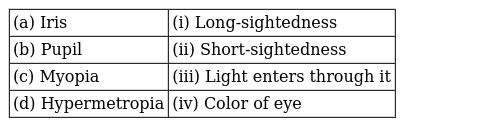 (a) Iris (i) Long-sightedness
(b) Pupil (ii) Short-sightedness
(c) Myopia (iii) Light enters through it
(d) Hypermetropia (iv) Color of eye